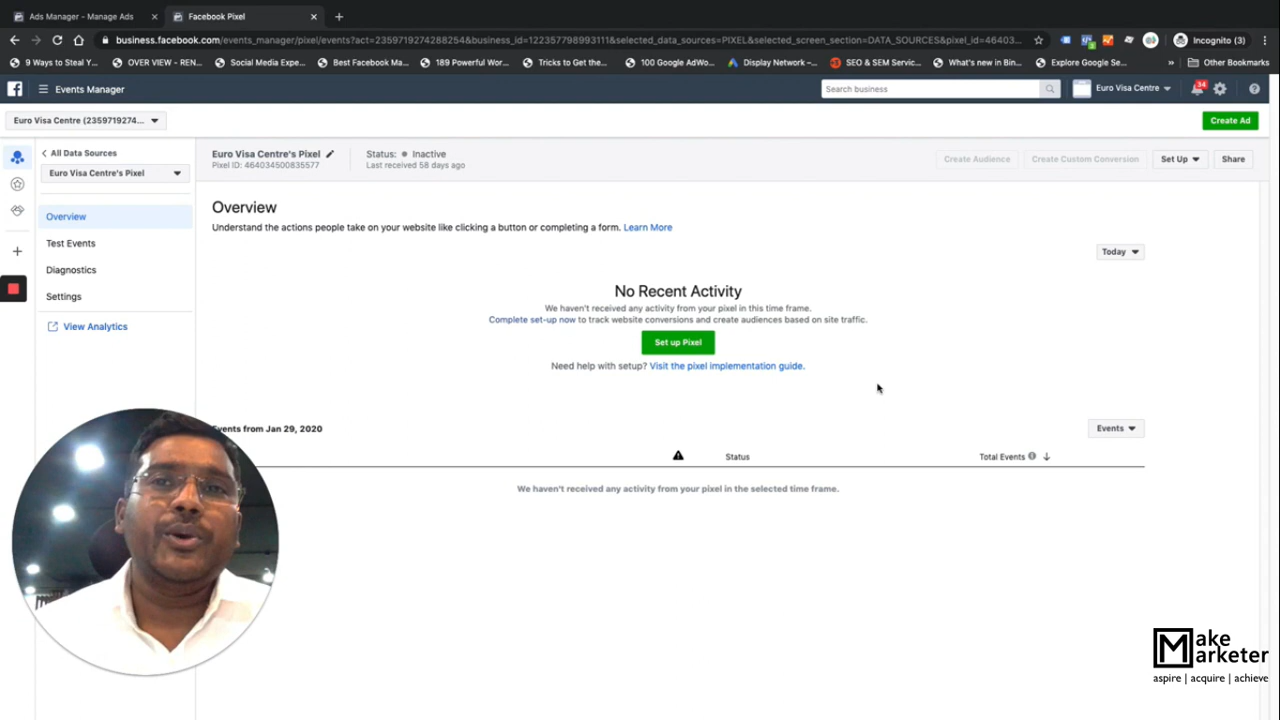 Ads Manager - Manage Ads
Facebook Pixel
business.facebook.com/events_manager/pixel/events?act=2359719274288254&business_id=122357798993111&selected_data_sources=PIXEL&selected_screen_section=DATA_SOURCES&pixel_id=46403...
Incognito (3)
9 Ways to Steal Y...
OVER VIEW - REN...
Social Media Expe...
Best Facebook Ma...
189 Powerful Wor...
Tricks to Get the...
100 Google AdWo...
Display Network –...
SEO & SEM Servic...
What's new in Bin...
Explore Google Se...
»
Other Bookmarks
Events Manager
Search business
Euro Visa Centre
34
Euro Visa Centre (2359719274...
Create Ad
All Data Sources
Euro Visa Centre's Pixel
Overview
Test Events
Diagnostics
Settings
View Analytics
Euro Visa Centre's Pixel
Pixel ID: 464034500835577
Status: Inactive
Last received 58 days ago
Create Audience
Create Custom Conversion
Set Up
Share
Overview
Understand the actions people take on your website like clicking a button or completing a form. Learn More
Today
No Recent Activity
We haven't received any activity from your pixel in this time frame.
Complete set-up now to track website conversions and create audiences based on site traffic.
Set up Pixel
Need help with setup? Visit the pixel implementation guide.
vents from Jan 29, 2020
Events
Status
Total Events
We haven't received any activity from your pixel in the selected time frame.
Make
Marketer
aspire | acquire | achieve